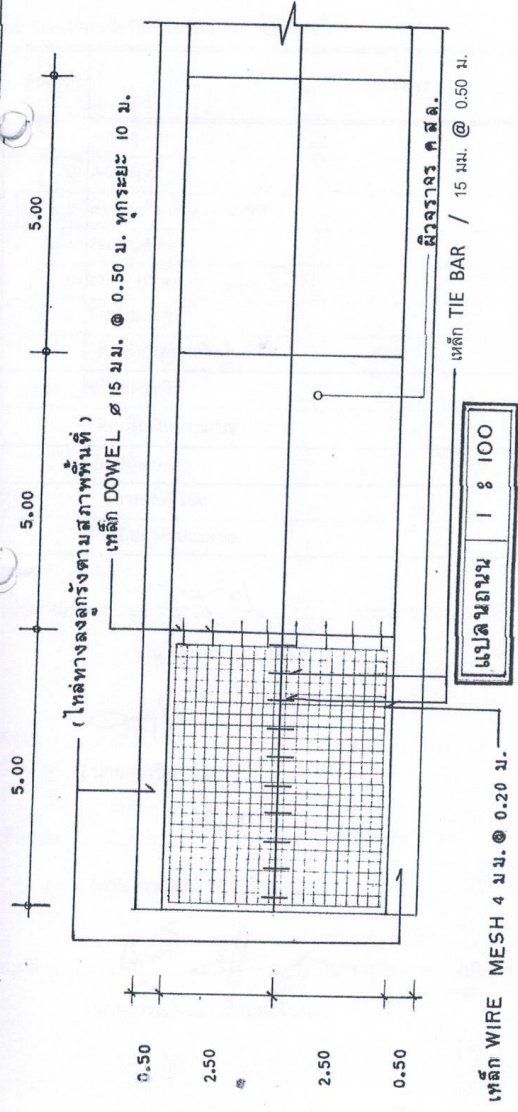 5.00
5.00
5.00
( ไหล่ทางลงลูกรังตามสภาพพื้นที่ )
เหล็ก DOWEL ø 15 มม. @ 0.50 ม. ทุกระยะ 10 ม.
0.50
2.50
2.50
0.50
ผิวจราจร ค ส ล.
เหล็ก TIE BAR / 15 มม. @ 0.50 ม.
เหล็ก WIRE MESH 4 มม. @ 0.20 ม.
แปลนถนน 1 : 100